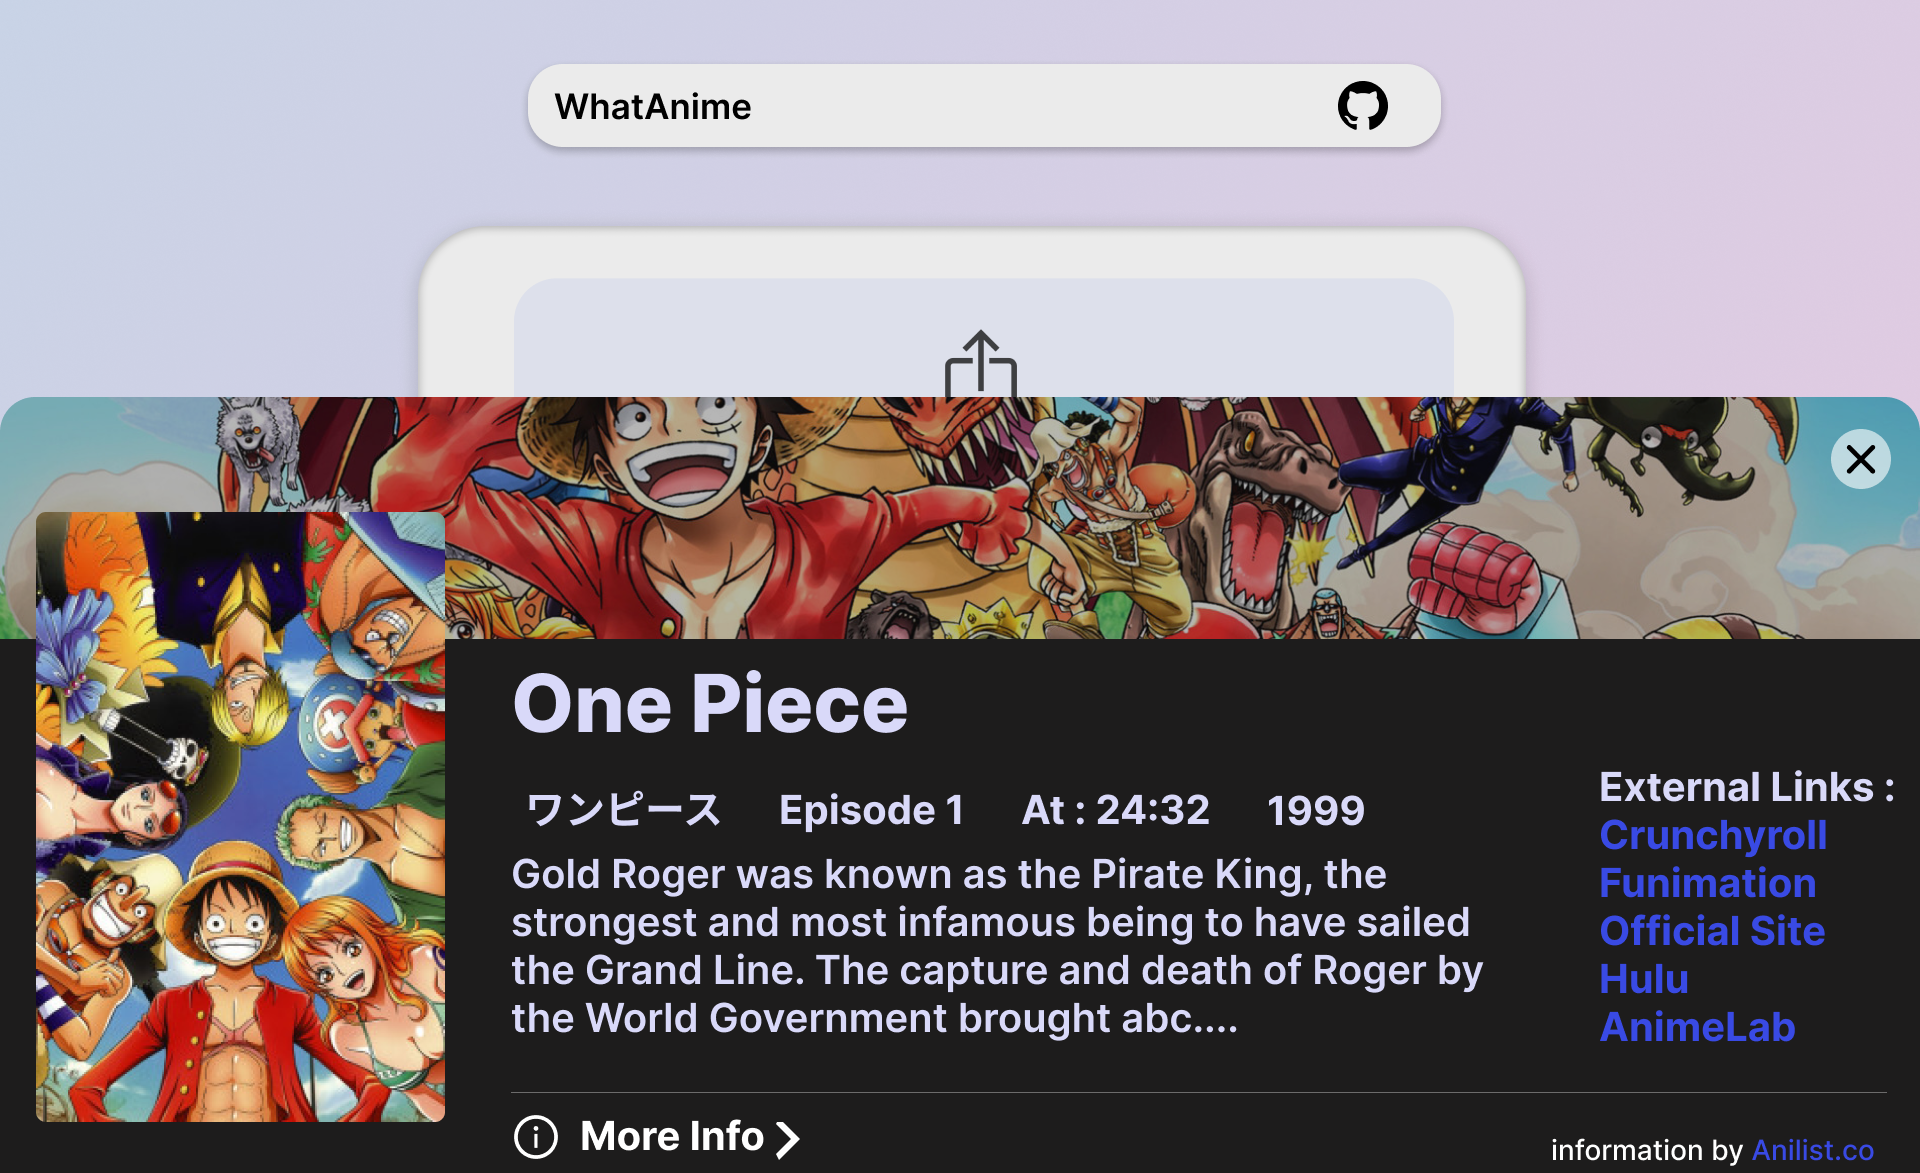 WhatAnime
One Piece
ワンピース Episode 1 At : 24:32 1999
Gold Roger was known as the Pirate King, the
strongest and most infamous being to have sailed
the Grand Line. The capture and death of Roger by
the World Government brought abc....
External Links :
Crunchyroll
Funimation
Official Site
Hulu
AnimeLab
More Info
information by Anilist.co